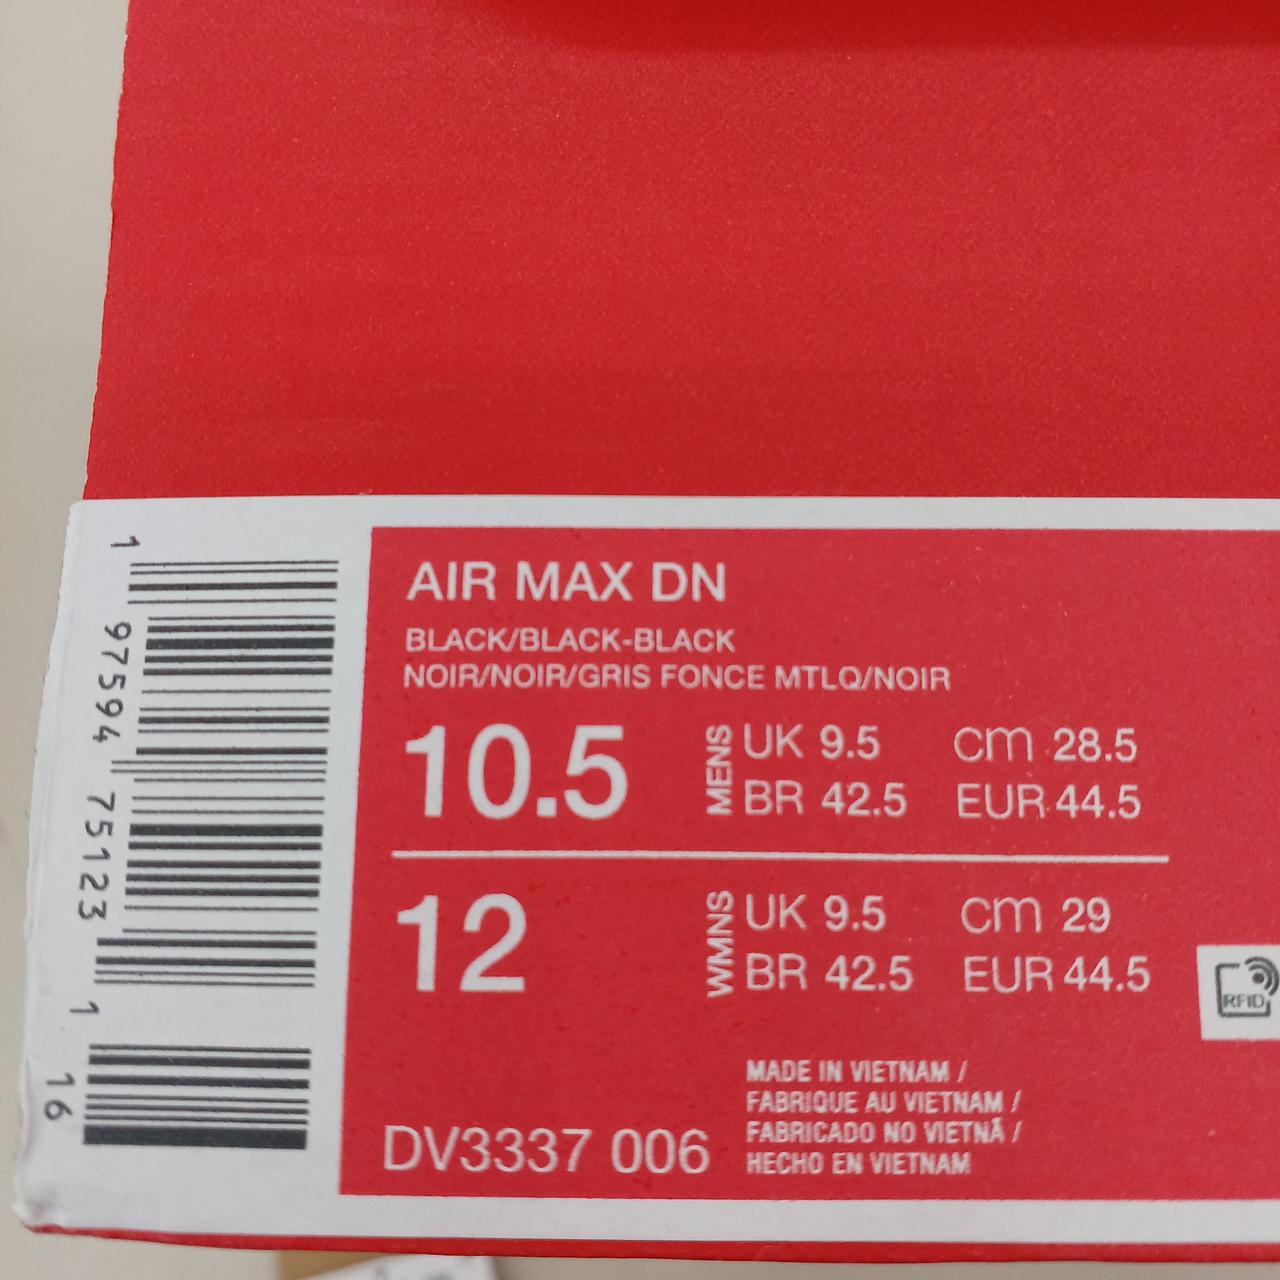 AIR MAX DN
BLACK/BLACK-BLACK
NOIR/NOIR/GRIS FONCE MTLQ/NOIR
10.5 MENS UK 9.5 cm 28.5
BR 42.5 EUR 44.5
12 WMNS UK 9.5 cm 29
BR 42.5 EUR 44.5
RFID
MADE IN VIETNAM /
FABRIQUE AU VIETNAM /
FABRICADO NO VIETNÃ /
HECHO EN VIETNAM
DV3337 006
1 97594 75123 1
16